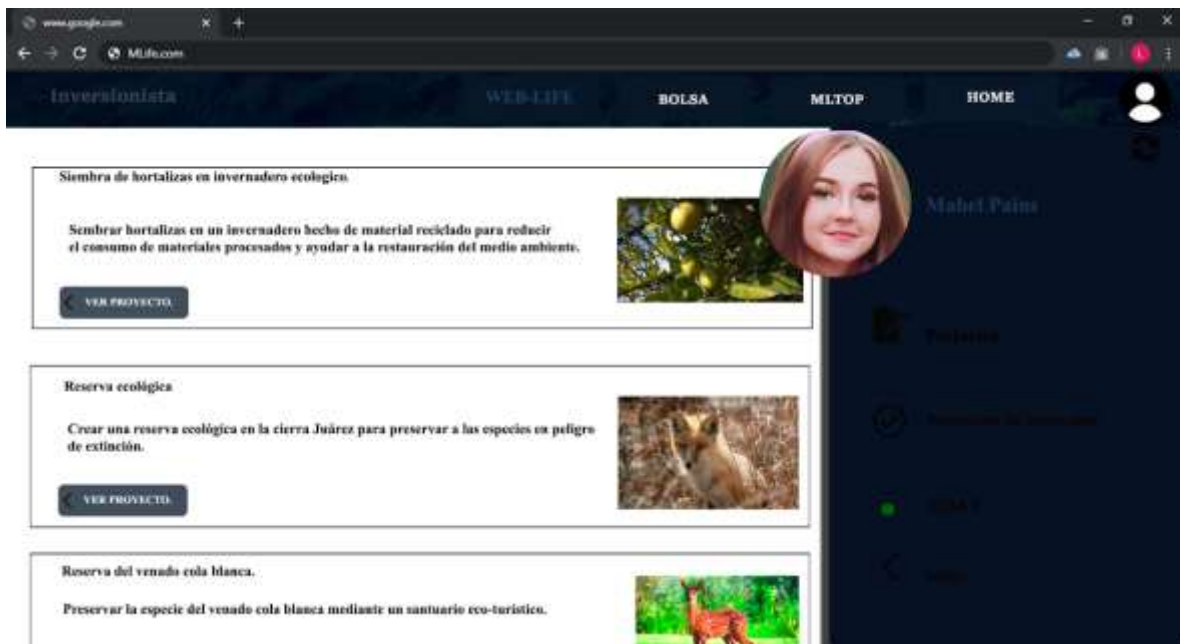 www.google.com
MLife.com
Inversionista
WEB-LIFE
BOLSA
MLTOP
HOME
Siembra de hortalizas en invernadero ecologico.
Sembrar hortalizas en un invernadero hecho de material reciclado para reducir
el consumo de materiales procesados y ayudar a la restauración del medio ambiente.
VER PROYECTO.
Mabel Pains
Reserva ecológica
Crear una reserva ecológica en la cierra Juárez para preservar a las especies en peligro
de extinción.
VER PROYECTO.
Reserva del venado cola blanca.
Preservar la especie del venado cola blanca mediante un santuario eco-turístico.